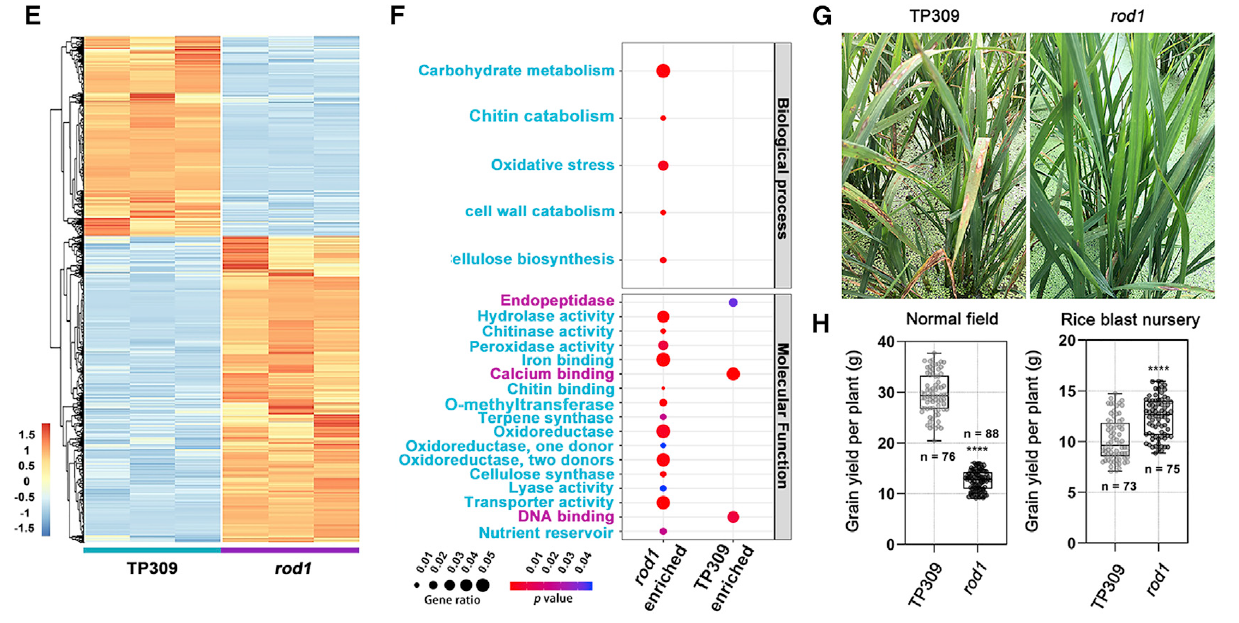 E
1.5
1
0.5
0
-0.5
-1
-1.5
TP309
rod1
F
Carbohydrate metabolism
Chitin catabolism
Oxidative stress
cell wall catabolism
ellulose biosynthesis
Biological process
Endopeptidase
Hydrolase activity
Chitinase activity
Peroxidase activity
Iron binding
Calcium binding
Chitin binding
O-methyltransferase
Terpene synthase
Oxidoreductase
Oxidoreductase, one donor
Oxidoreductase, two donors
Cellulose synthase
Lyase activity
Transporter activity
DNA binding
Nutrient reservoir
Molecular Function
0.01
0.02
0.03
0.04
0.05
Gene ratio
0.01
0.02
0.03
0.04
p value
rod1
enriched
TP309
enriched
G
TP309
rod1
H
Normal field
Grain yield per plant (g)
40
30
20
10
0
n = 76
n = 88
****
TP309
rod1
Rice blast nursery
Grain yield per plant (g)
20
15
10
5
0
n = 73
****
n = 75
TP309
rod1